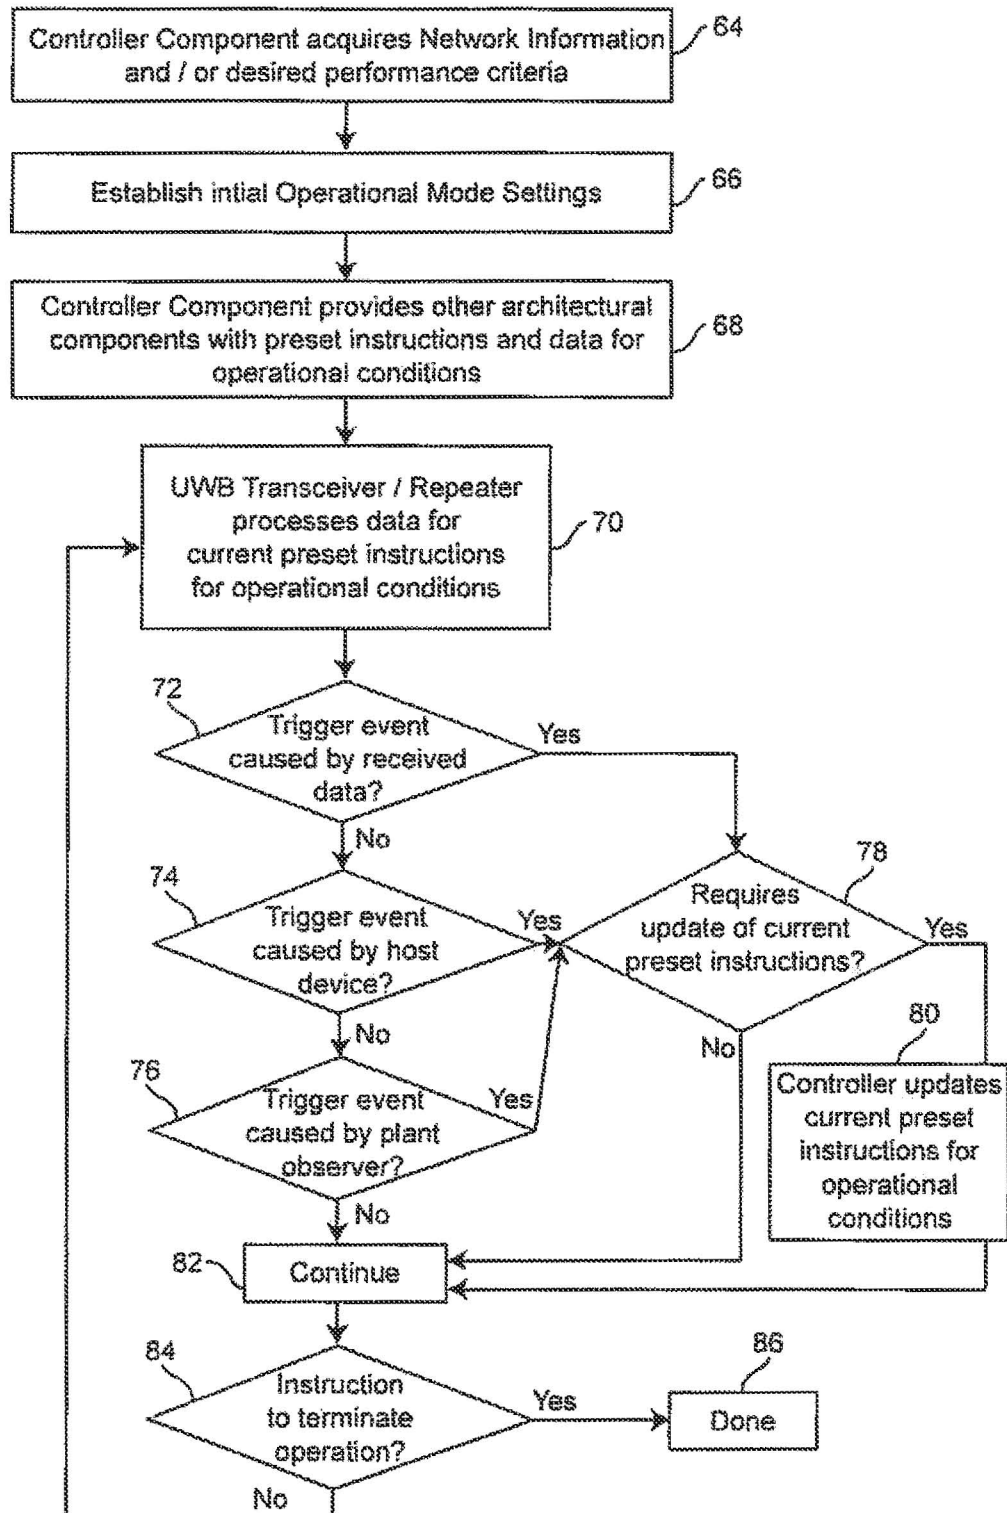 Controller Component acquires Network Information
and / or desired performance criteria
64
Establish intial Operational Mode Settings
66
Controller Component provides other architectural
components with preset instructions and data for
operational conditions
68
UWB Transceiver / Repeater
processes data for
current preset instructions
for operational conditions
70
72
Trigger event
caused by received
data?
Yes
No
74
Trigger event
caused by host
device?
Yes
No
78
Requires
update of current
preset instructions?
Yes
No
76
Trigger event
caused by plant
observer?
Yes
No
80
Controller updates
current preset
instructions for
operational
conditions
82
Continue
84
Instruction
to terminate
operation?
Yes
No
86
Done